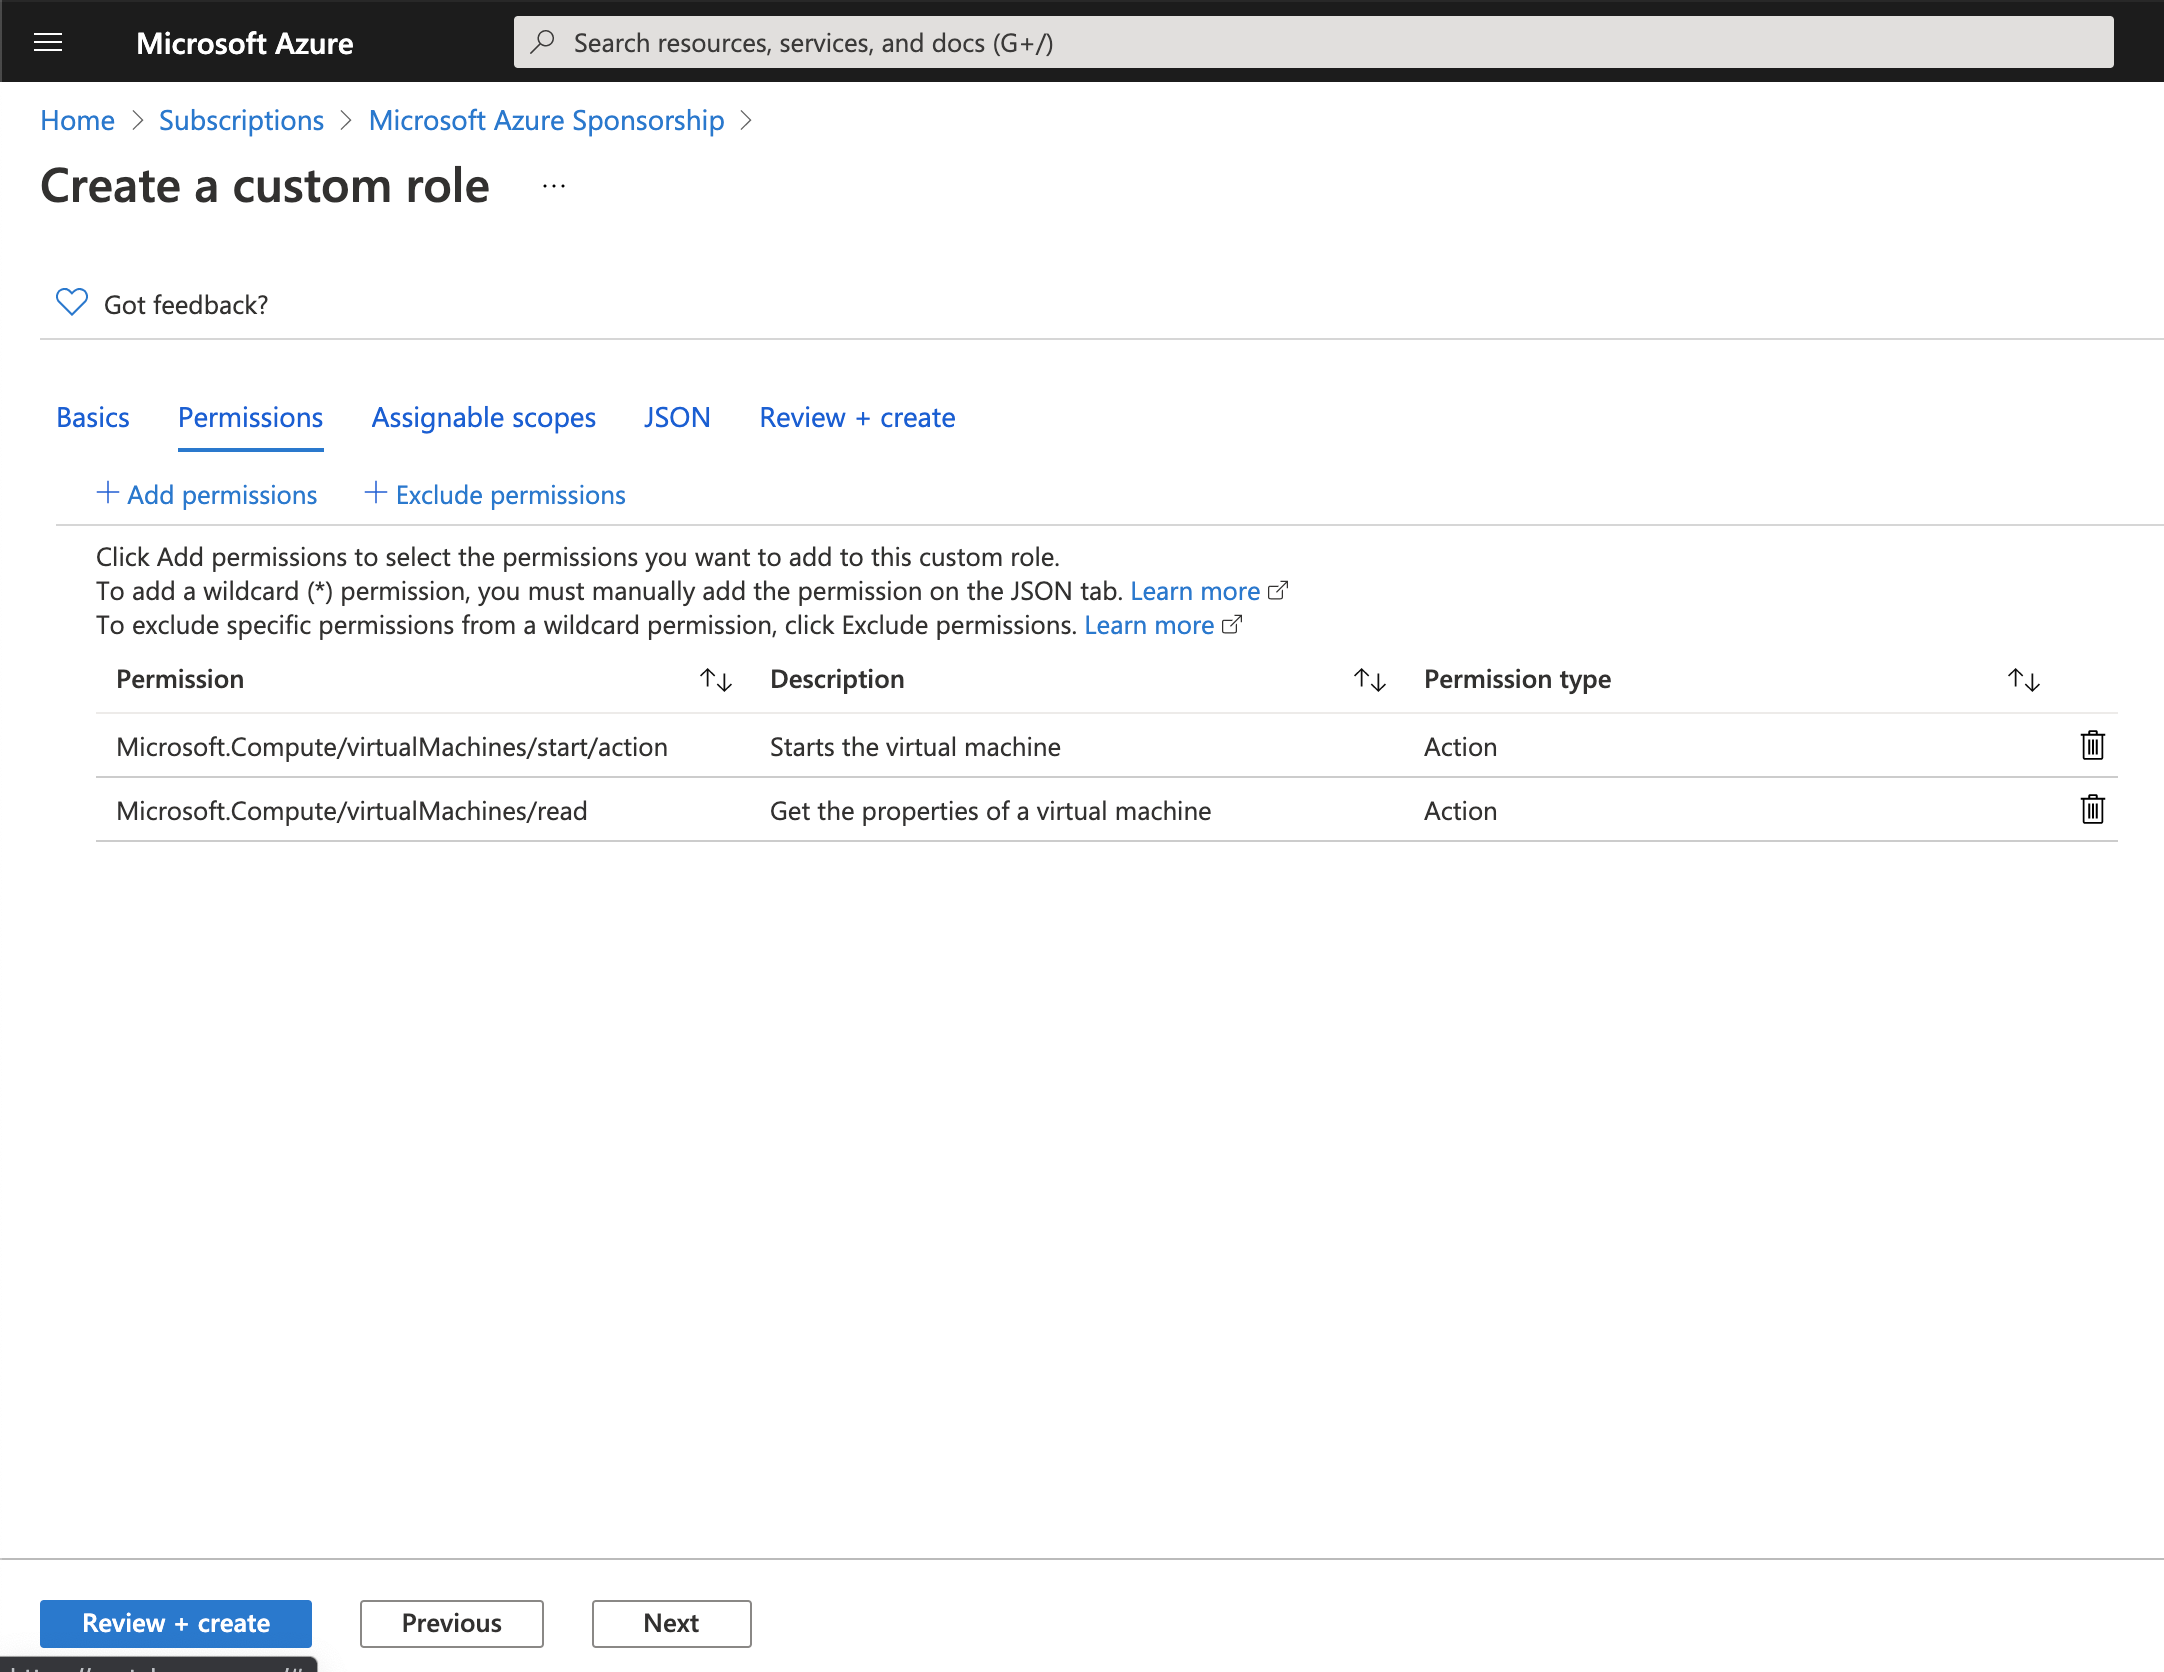 Microsoft Azure
Search resources, services, and docs (G+/)
Home > Subscriptions > Microsoft Azure Sponsorship >
Create a custom role ...
Got feedback?
Basics Permissions Assignable scopes JSON Review + create
+ Add permissions + Exclude permissions
Click Add permissions to select the permissions you want to add to this custom role.
To add a wildcard (*) permission, you must manually add the permission on the JSON tab. Learn more
To exclude specific permissions from a wildcard permission, click Exclude permissions. Learn more
Permission Description Permission type
Microsoft.Compute/virtualMachines/start/action Starts the virtual machine Action
Microsoft.Compute/virtualMachines/read Get the properties of a virtual machine Action
Review + create Previous Next